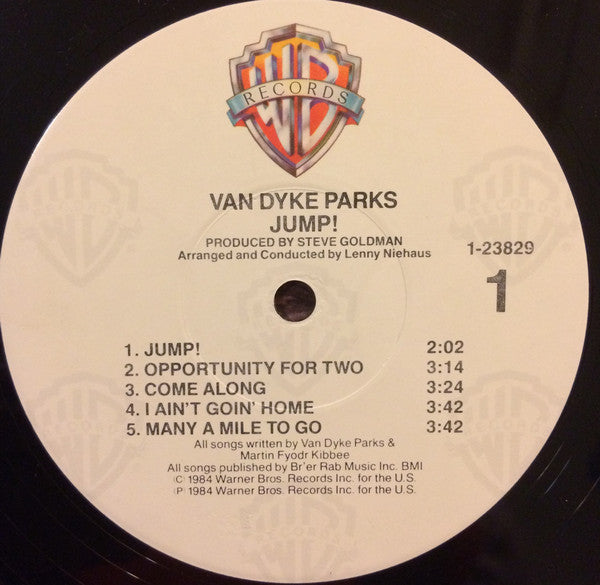 WB
RECORDS
VAN DYKE PARKS
JUMP!
PRODUCED BY STEVE GOLDMAN
Arranged and Conducted by Lenny Niehaus
1-23829
1
1. JUMP! 2:02
2. OPPORTUNITY FOR TWO 3:14
3. COME ALONG 3:24
4. I AIN'T GOIN' HOME 3:42
5. MANY A MILE TO GO 3:42
All songs written by Van Dyke Parks &
Martin Fyodr Kibbee
All songs published by Br'er Rab Music Inc. BMI
Ⓒ 1984 Warner Bros. Records Inc. for the U.S.
Ⓟ 1984 Warner Bros. Records Inc. for the U.S.